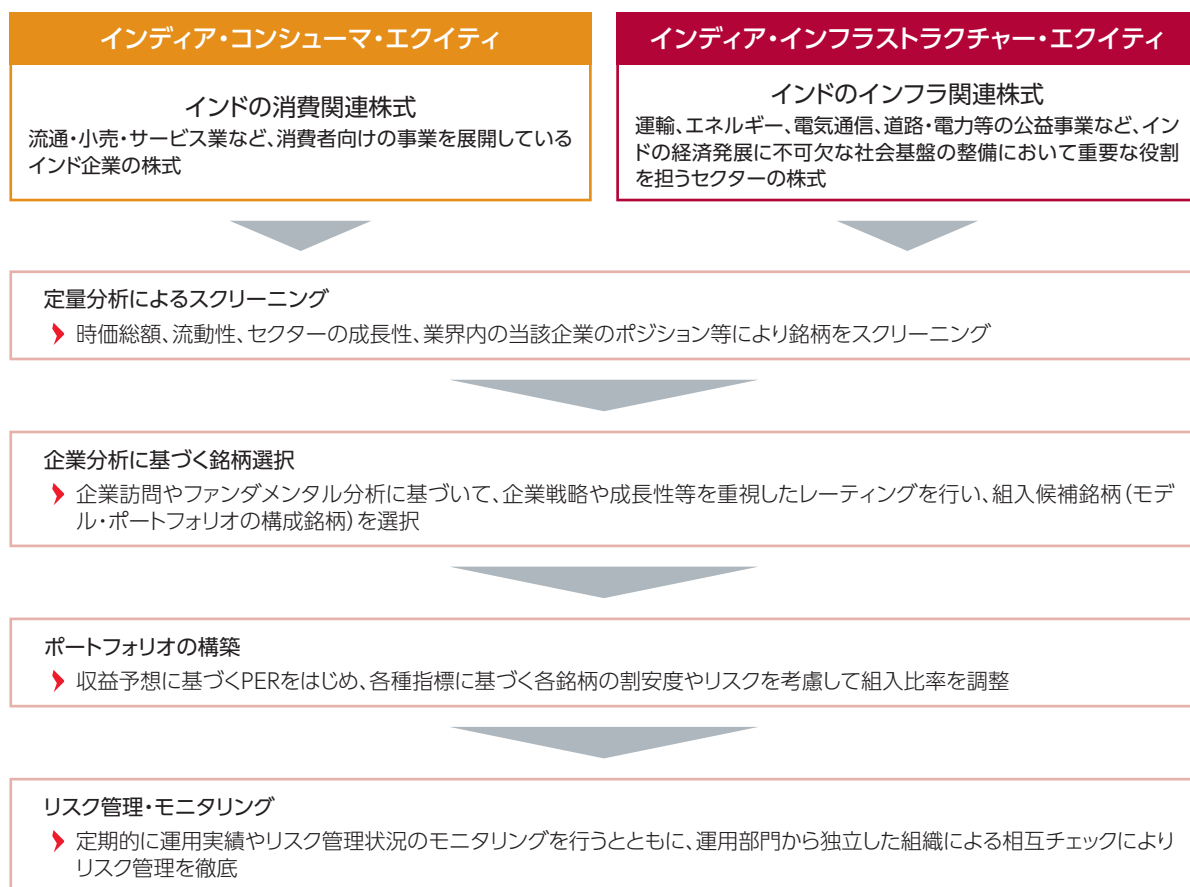 インディア・コンシューマ・エクイティ
インドの消費関連株式
流通・小売・サービス業など、消費者向けの事業を展開している
インド企業の株式
インディア・インフラストラクチャー・エクイティ
インドのインフラ関連株式
運輸、エネルギー、電気通信、道路・電力等の公益事業など、イン
ドの経済発展に不可欠な社会基盤の整備において重要な役割
を担うセクターの株式
定量分析によるスクリーニング
時価総額、流動性、セクターの成長性、業界内の当該企業のポジション等により銘柄をスクリーニング
企業分析に基づく銘柄選択
企業訪問やファンダメンタル分析に基づいて、企業戦略や成長性等を重視したレーティングを行い、組入候補銘柄(モデ
ル・ポートフォリオの構成銘柄)を選択
ポートフォリオの構築
収益予想に基づくPERをはじめ、各種指標に基づく各銘柄の割安度やリスクを考慮して組入比率を調整
リスク管理・モニタリング
定期的に運用実績やリスク管理状況のモニタリングを行うとともに、運用部門から独立した組織による相互チェックにより
リスク管理を徹底